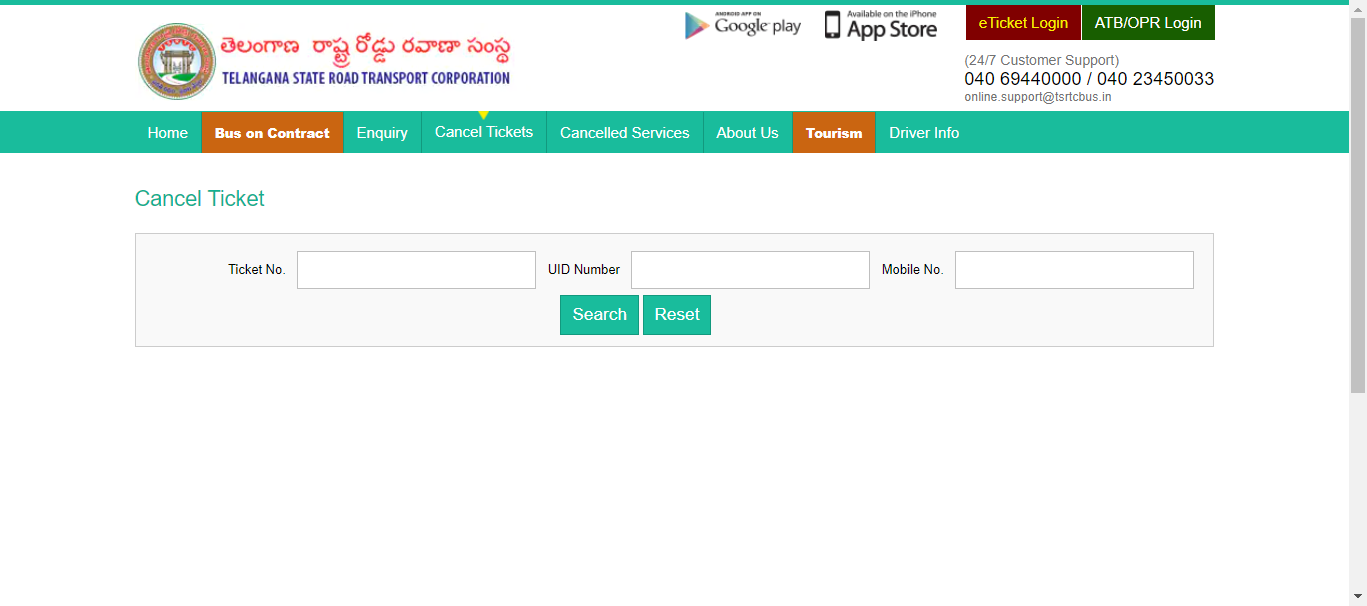 తెలంగాణ రాష్ట్ర రోడ్డు రవాణా సంస్థ
TELANGANA STATE ROAD TRANSPORT CORPORATION
ANDROID APP ON
Google play
Available on the iPhone
App Store
eTicket Login
ATB/OPR Login
(24/7 Customer Support)
040 69440000 / 040 23450033
online.support@tsrtcbus.in
Home
Bus on Contract
Enquiry
Cancel Tickets
Cancelled Services
About Us
Tourism
Driver Info
Cancel Ticket
Ticket No.
UID Number
Mobile No.
Search
Reset